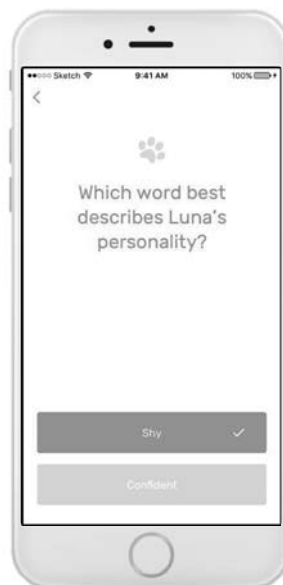 Sketch 9:41 AM 100%
Which word best
describes Luna's
personality?
Shy
Confident